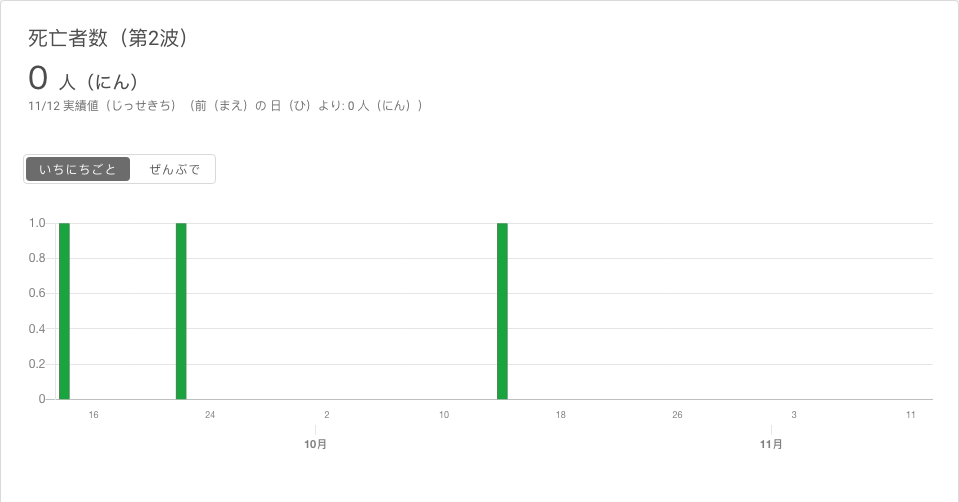 死亡者数（第2波）
0 人（にん）
11/12 実績値（じっせきち）（前（まえ）の 日（ひ）より: 0 人（にん））
いちにちごと ぜんぶで
1.0
0.8
0.6
0.4
0.2
0
16 24 2 10 18 26 3 11
10月 11月